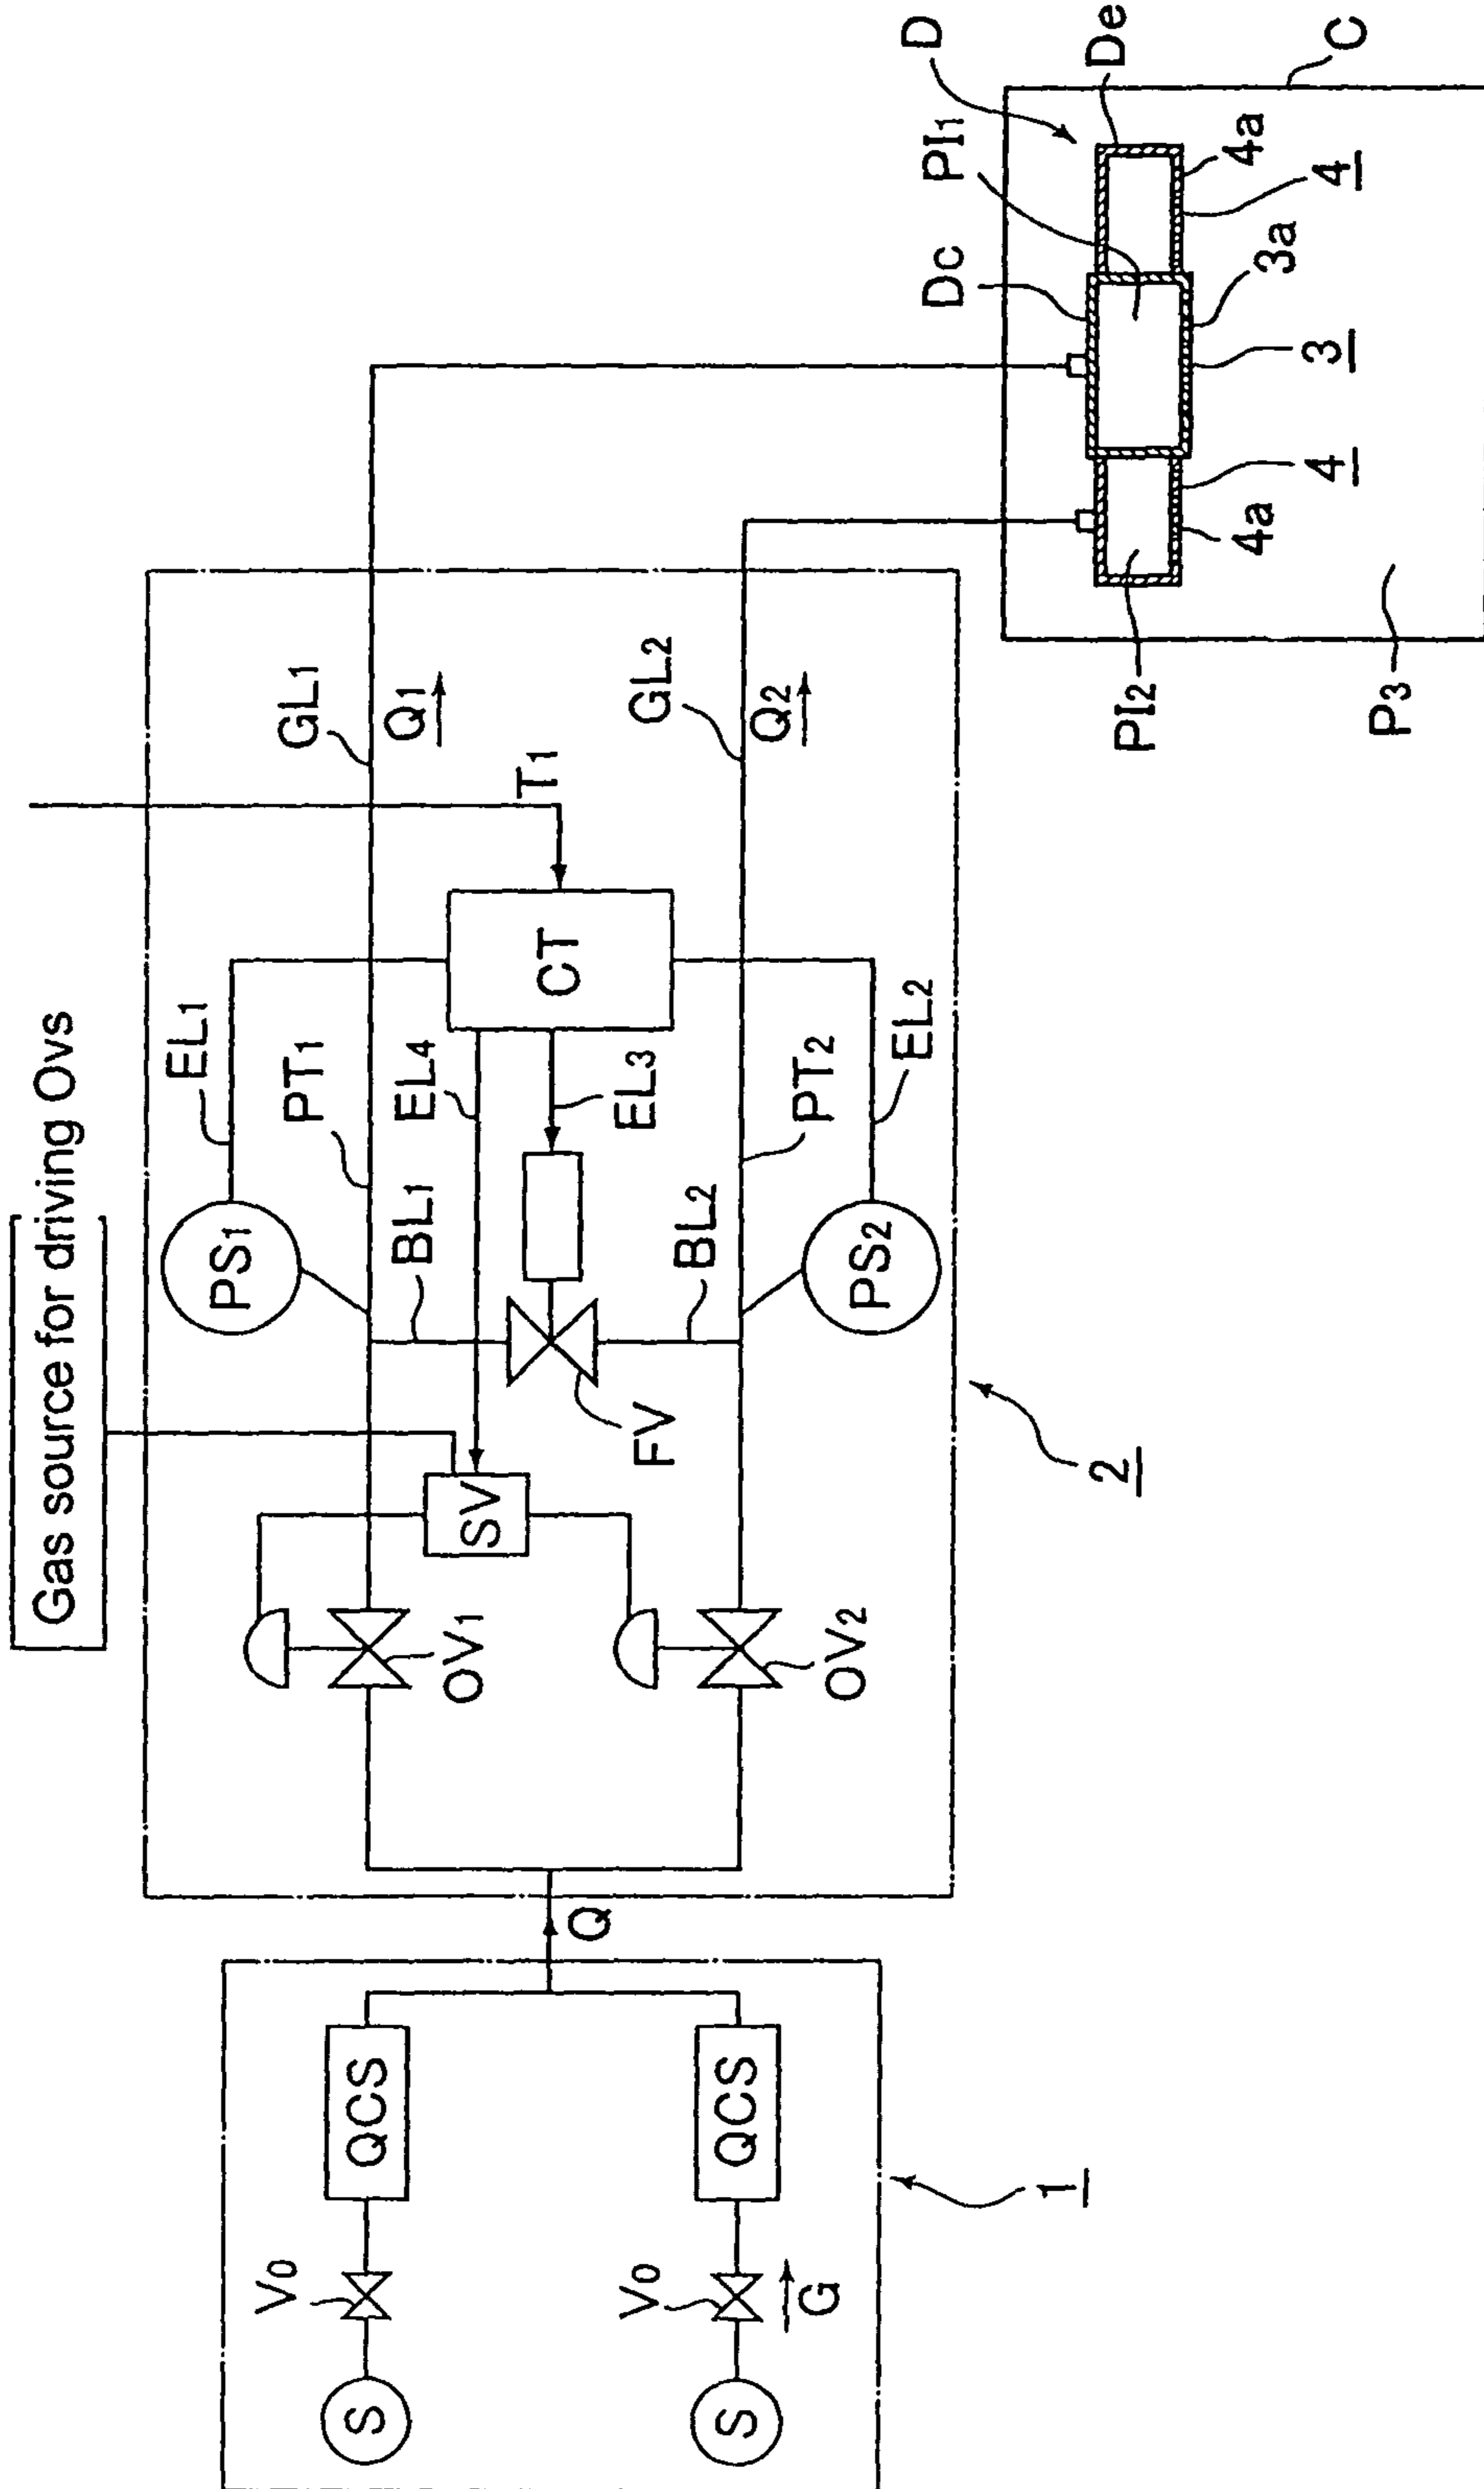 Gas source for driving Ovs
EL1
PS1
PT1
GL1
Q1
D
De
PI1
Dc
C
4a
4
3a
3
4
4a
PI2
P3
V0
S
QCS
Q
OV1
SV
EL4
BL1
FV
EL3
CT
T1
GL2
Q2
BL2
PT2
EL2
PS2
OV2
V0
S
QCS
G
1
2